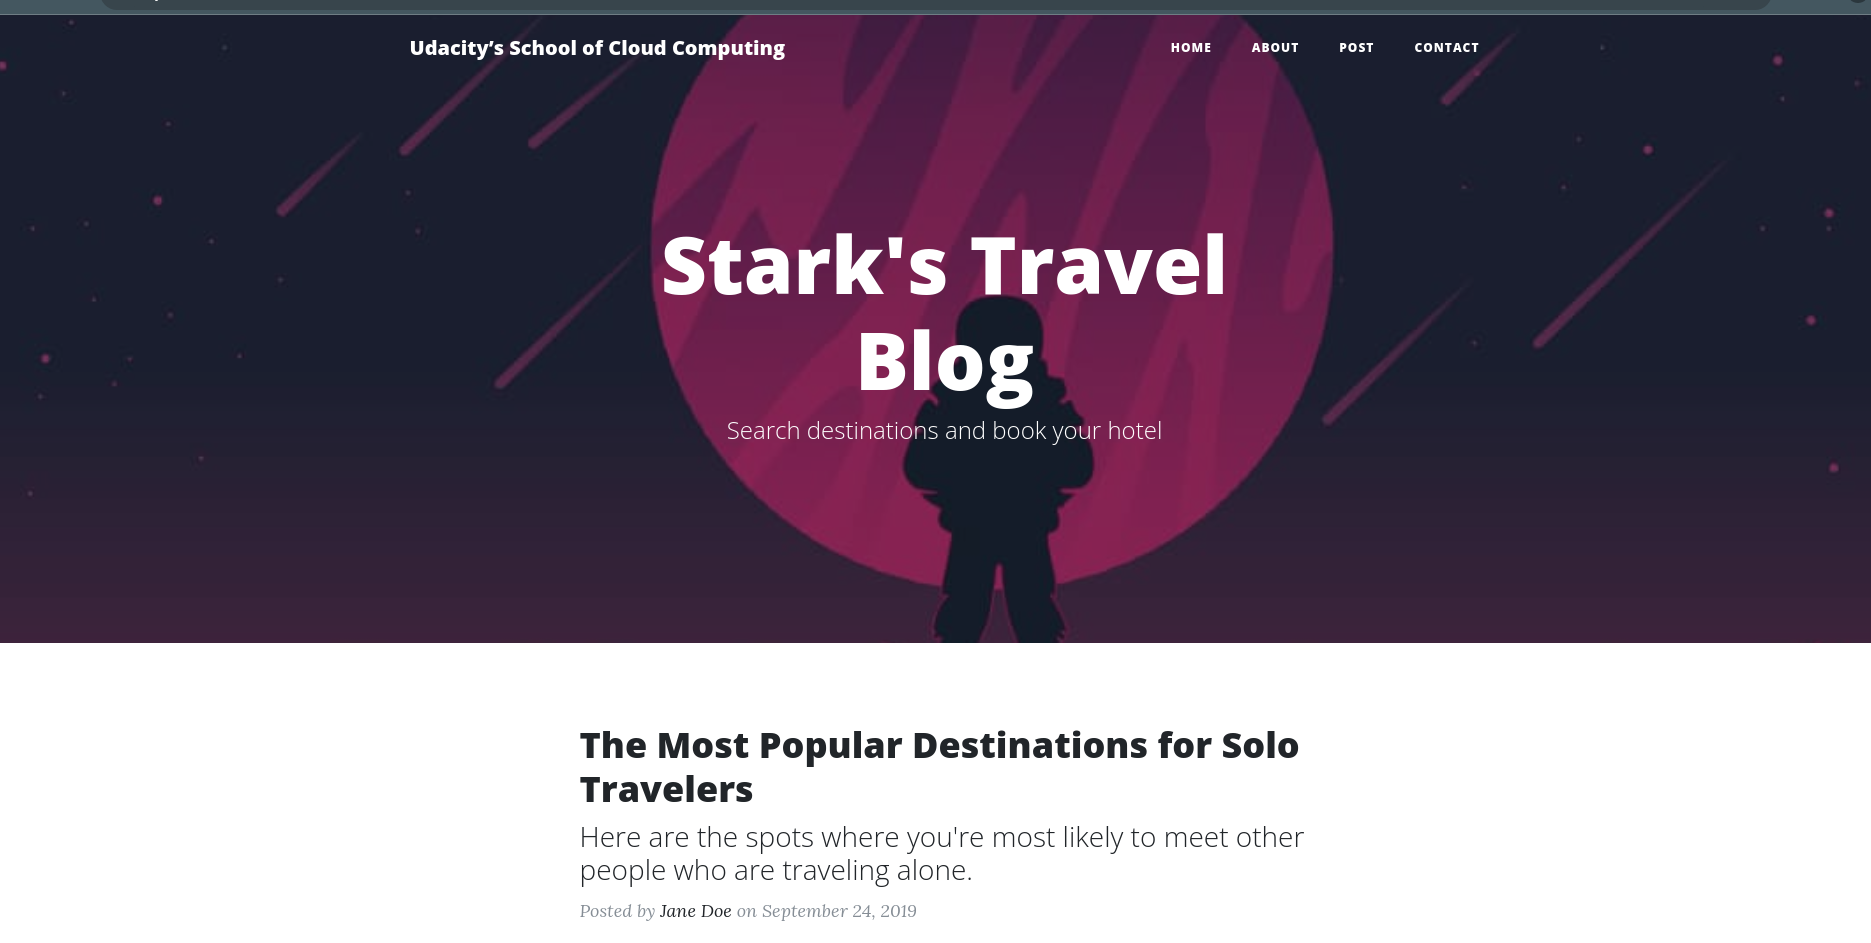 Udacity’s School of Cloud Computing
HOME ABOUT POST CONTACT
Stark's Travel
Blog
Search destinations and book your hotel
The Most Popular Destinations for Solo
Travelers
Here are the spots where you're most likely to meet other
people who are traveling alone.
Posted by Jane Doe on September 24, 2019